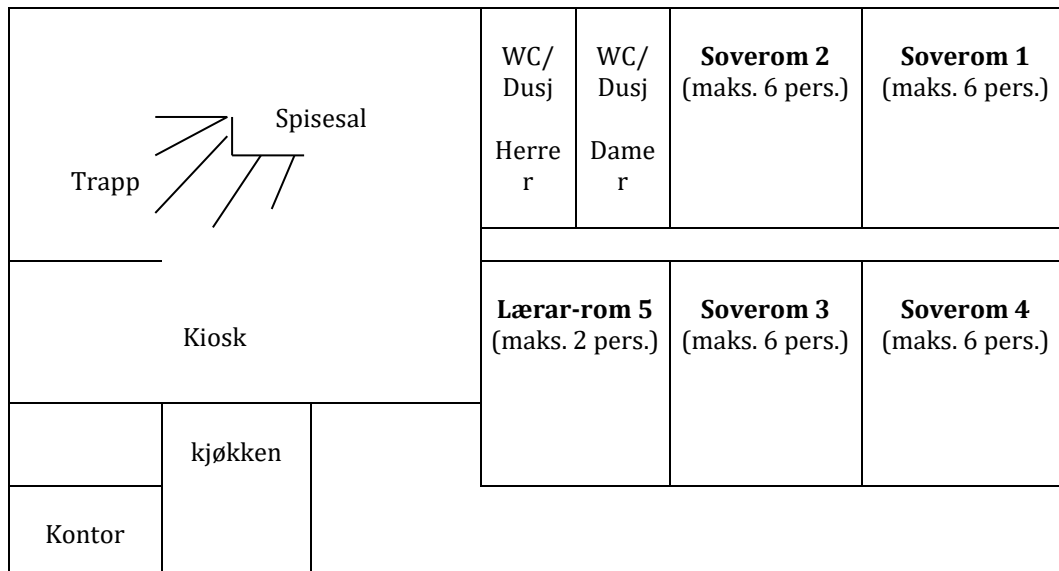 Spisesal
Trapp
WC/
Dusj
Herre
r
WC/
Dusj
Dame
r
Soverom 2
(maks. 6 pers.)
Soverom 1
(maks. 6 pers.)
Kiosk
Lærar-rom 5
(maks. 2 pers.)
Soverom 3
(maks. 6 pers.)
Soverom 4
(maks. 6 pers.)
kjøkken
Kontor